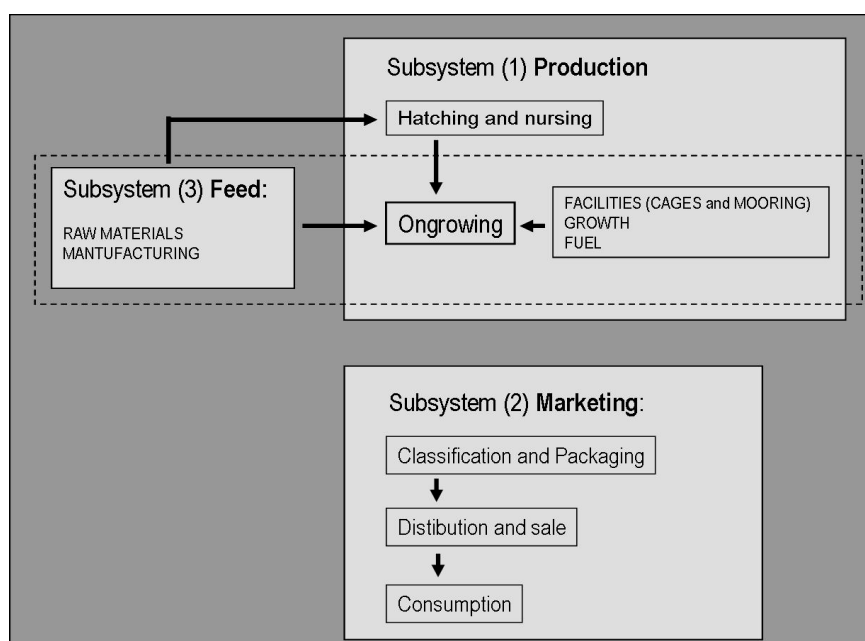 Subsystem (1) Production
Hatching and nursing
Subsystem (3) Feed:
RAW MATERIALS
MANTUFACTURING
Ongrowing
FACILITIES (CAGES and MOORING)
GROWTH
FUEL
Subsystem (2) Marketing:
Classification and Packaging
Distibution and sale
Consumption